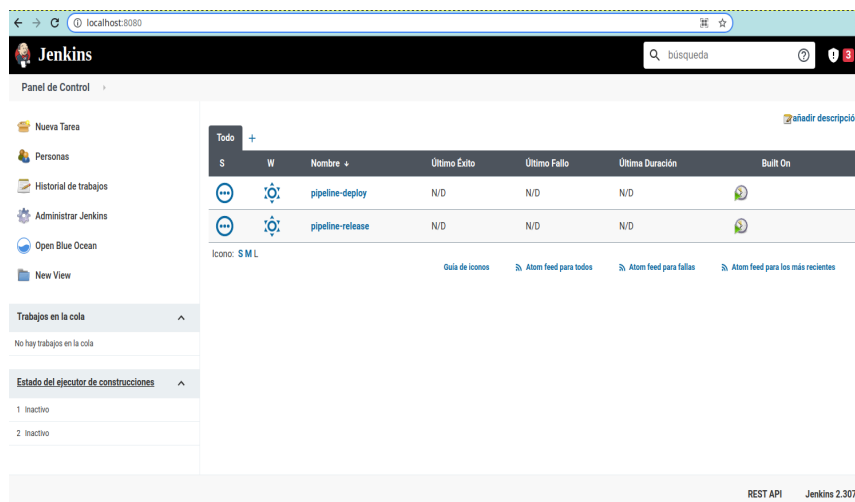 localhost:8080
Jenkins
búsqueda
3
Panel de Control
añadir descripció
Nueva Tarea
Personas
Historial de trabajos
Administrar Jenkins
Open Blue Ocean
New View
Todo +
S W Nombre ↓ Último Éxito Último Fallo Última Duración Built On
pipeline-deploy N/D N/D N/D
pipeline-release N/D N/D N/D
Icono: S M L
Guía de iconos Atom feed para todos Atom feed para fallas Atom feed para los más recientes
Trabajos en la cola
No hay trabajos en la cola
Estado del ejecutor de construcciones
1 Inactivo
2 Inactivo
REST API Jenkins 2.307